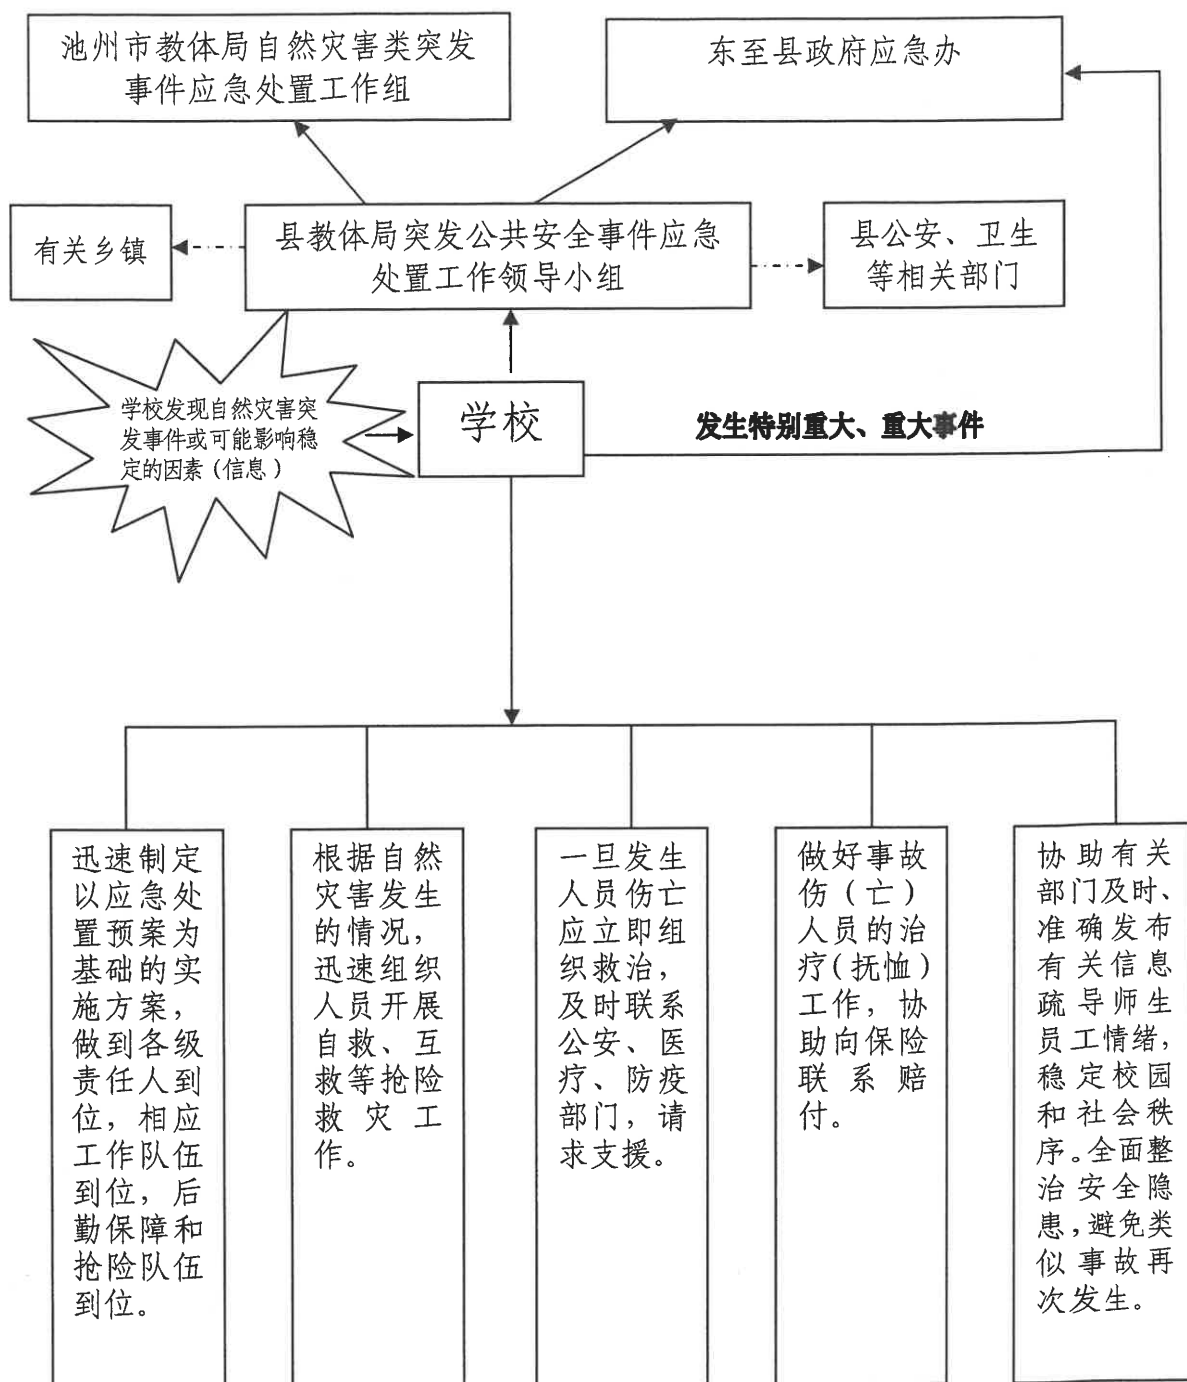 池州市教体局自然灾害类突发
事件应急处置工作组
东至县政府应急办
有关乡镇
县教体局突发公共安全事件应急
处置工作领导小组
县公安、卫生
等相关部门
学校发现自然灾害突
发事件或可能影响稳
定的因素（信息）
学校
发生特别重大、重大事件
迅速制定
以应急处
置预案为
基础的实
施方案，
做到各级
责任人到
位，相应
工作队伍
到位，后
勤保障和
抢险队伍
到位。
根据自然
灾害发生
的情况，
迅速组织
人员开展
自救、互
救等抢险
救灾工
作。
一旦发生
人员伤亡
应立即组
织救治，
及时联系
公安、医
疗、防疫
部门，请
求支援。
做好事故
伤（亡）
人员的治
疗（抚恤）
工作，协
助向保险
联系赔
付。
协助有关
部门及时、
准确发布
有关信息
疏导师生
员工情绪，
稳定校园
和社会秩
序。全面整
治安全隐
患，避免类
似事故再
次发生。